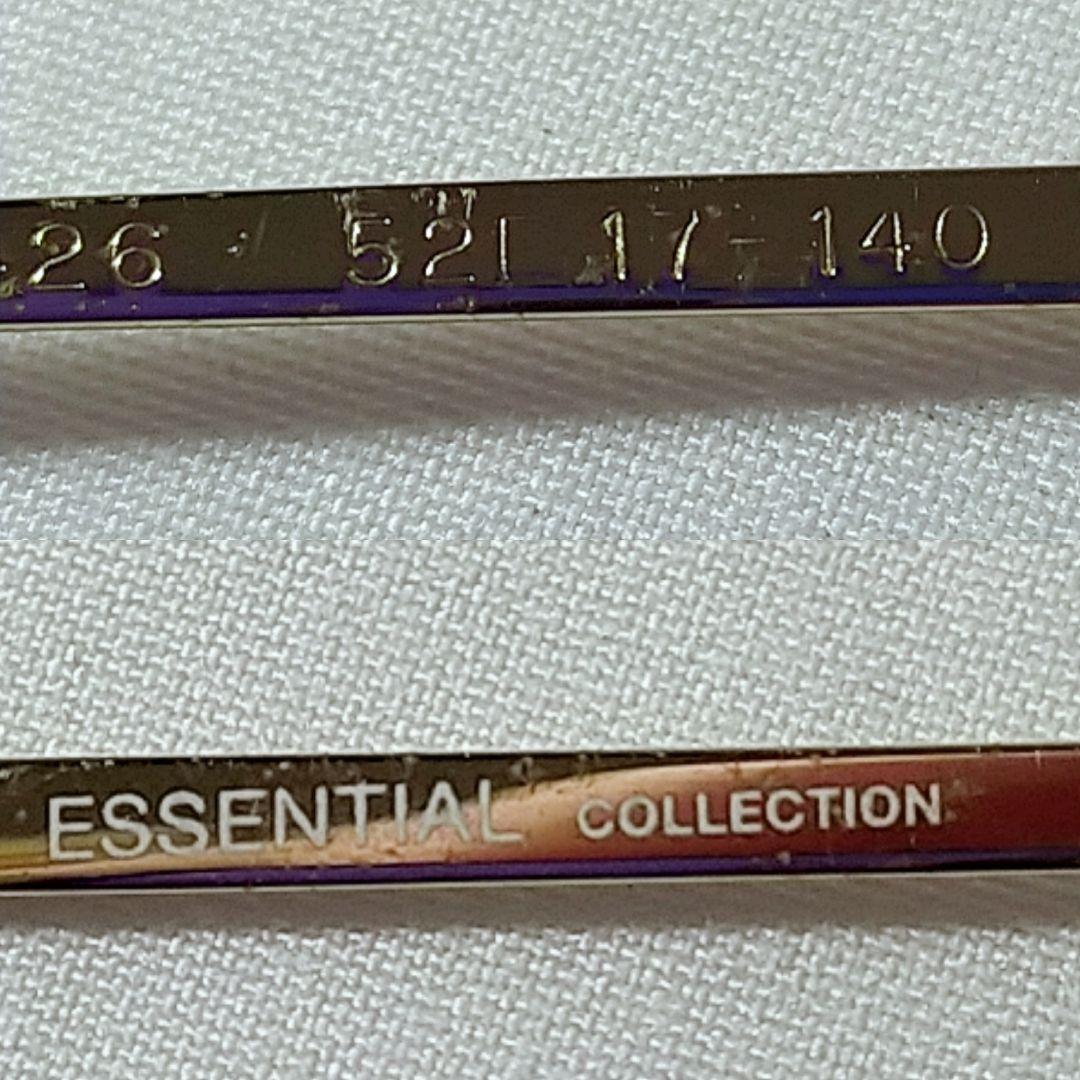 26 52 17-140
ESSENTIAL COLLECTION